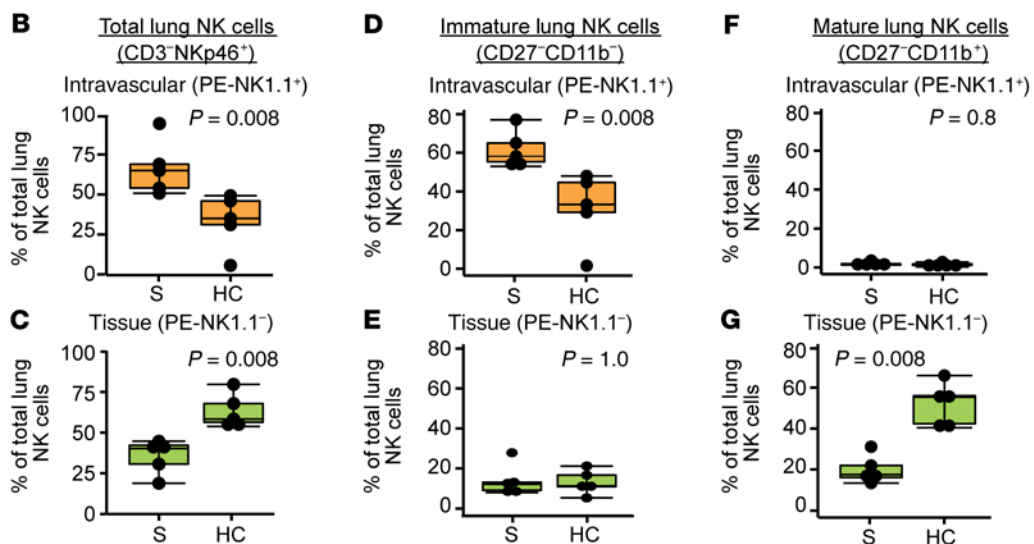 B
Total lung NK cells
(CD3⁻NKp46⁺)
Intravascular (PE-NK1.1⁺)
P = 0.008
% of total lung
NK cells
100
75
50
25
0
S HC
C
Tissue (PE-NK1.1⁻)
P = 0.008
% of total lung
NK cells
100
75
50
25
0
S HC
D
Immature lung NK cells
(CD27⁻CD11b⁻)
Intravascular (PE-NK1.1⁺)
P = 0.008
% of total lung
NK cells
80
60
40
20
0
S HC
E
Tissue (PE-NK1.1⁻)
P = 1.0
% of total lung
NK cells
80
60
40
20
0
S HC
F
Mature lung NK cells
(CD27⁻CD11b⁺)
Intravascular (PE-NK1.1⁺)
P = 0.8
% of total lung
NK cells
80
60
40
20
0
S HC
G
Tissue (PE-NK1.1⁻)
P = 0.008
% of total lung
NK cells
80
60
40
20
0
S HC